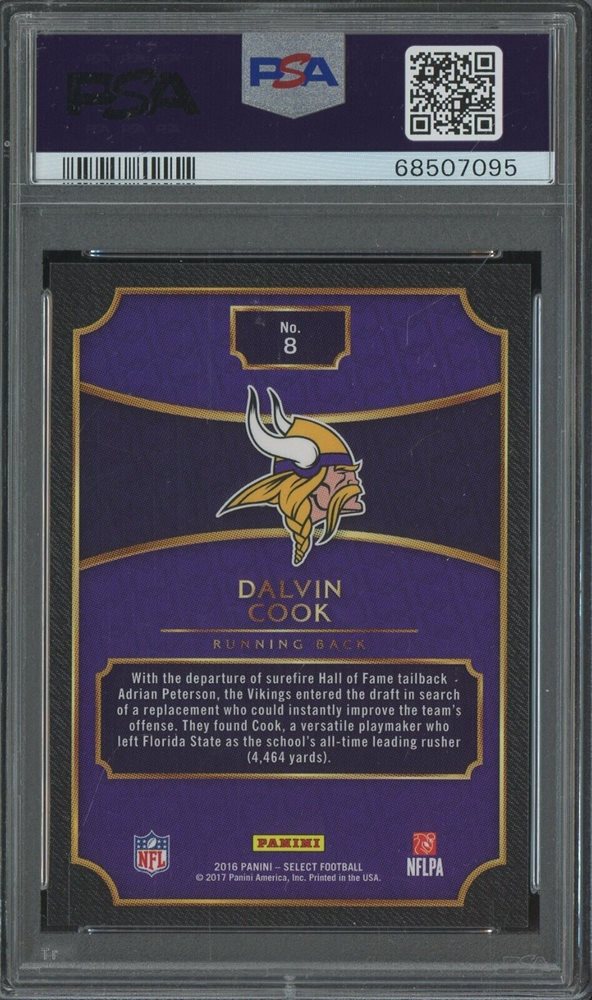 PSA
PSA
68507095
No.
8
DALVIN
COOK
RUNNING BACK
With the departure of surefire Hall of Fame tailback
Adrian Peterson, the Vikings entered the draft in search
of a replacement who could instantly improve the team's
offense. They found Cook, a versatile playmaker who
left Florida State as the school's all-time leading rusher
(4,464 yards).
NFL
PANINI
NFLPA
2016 PANINI – SELECT FOOTBALL
© 2017 Panini America, Inc. Printed in the USA.
PSA